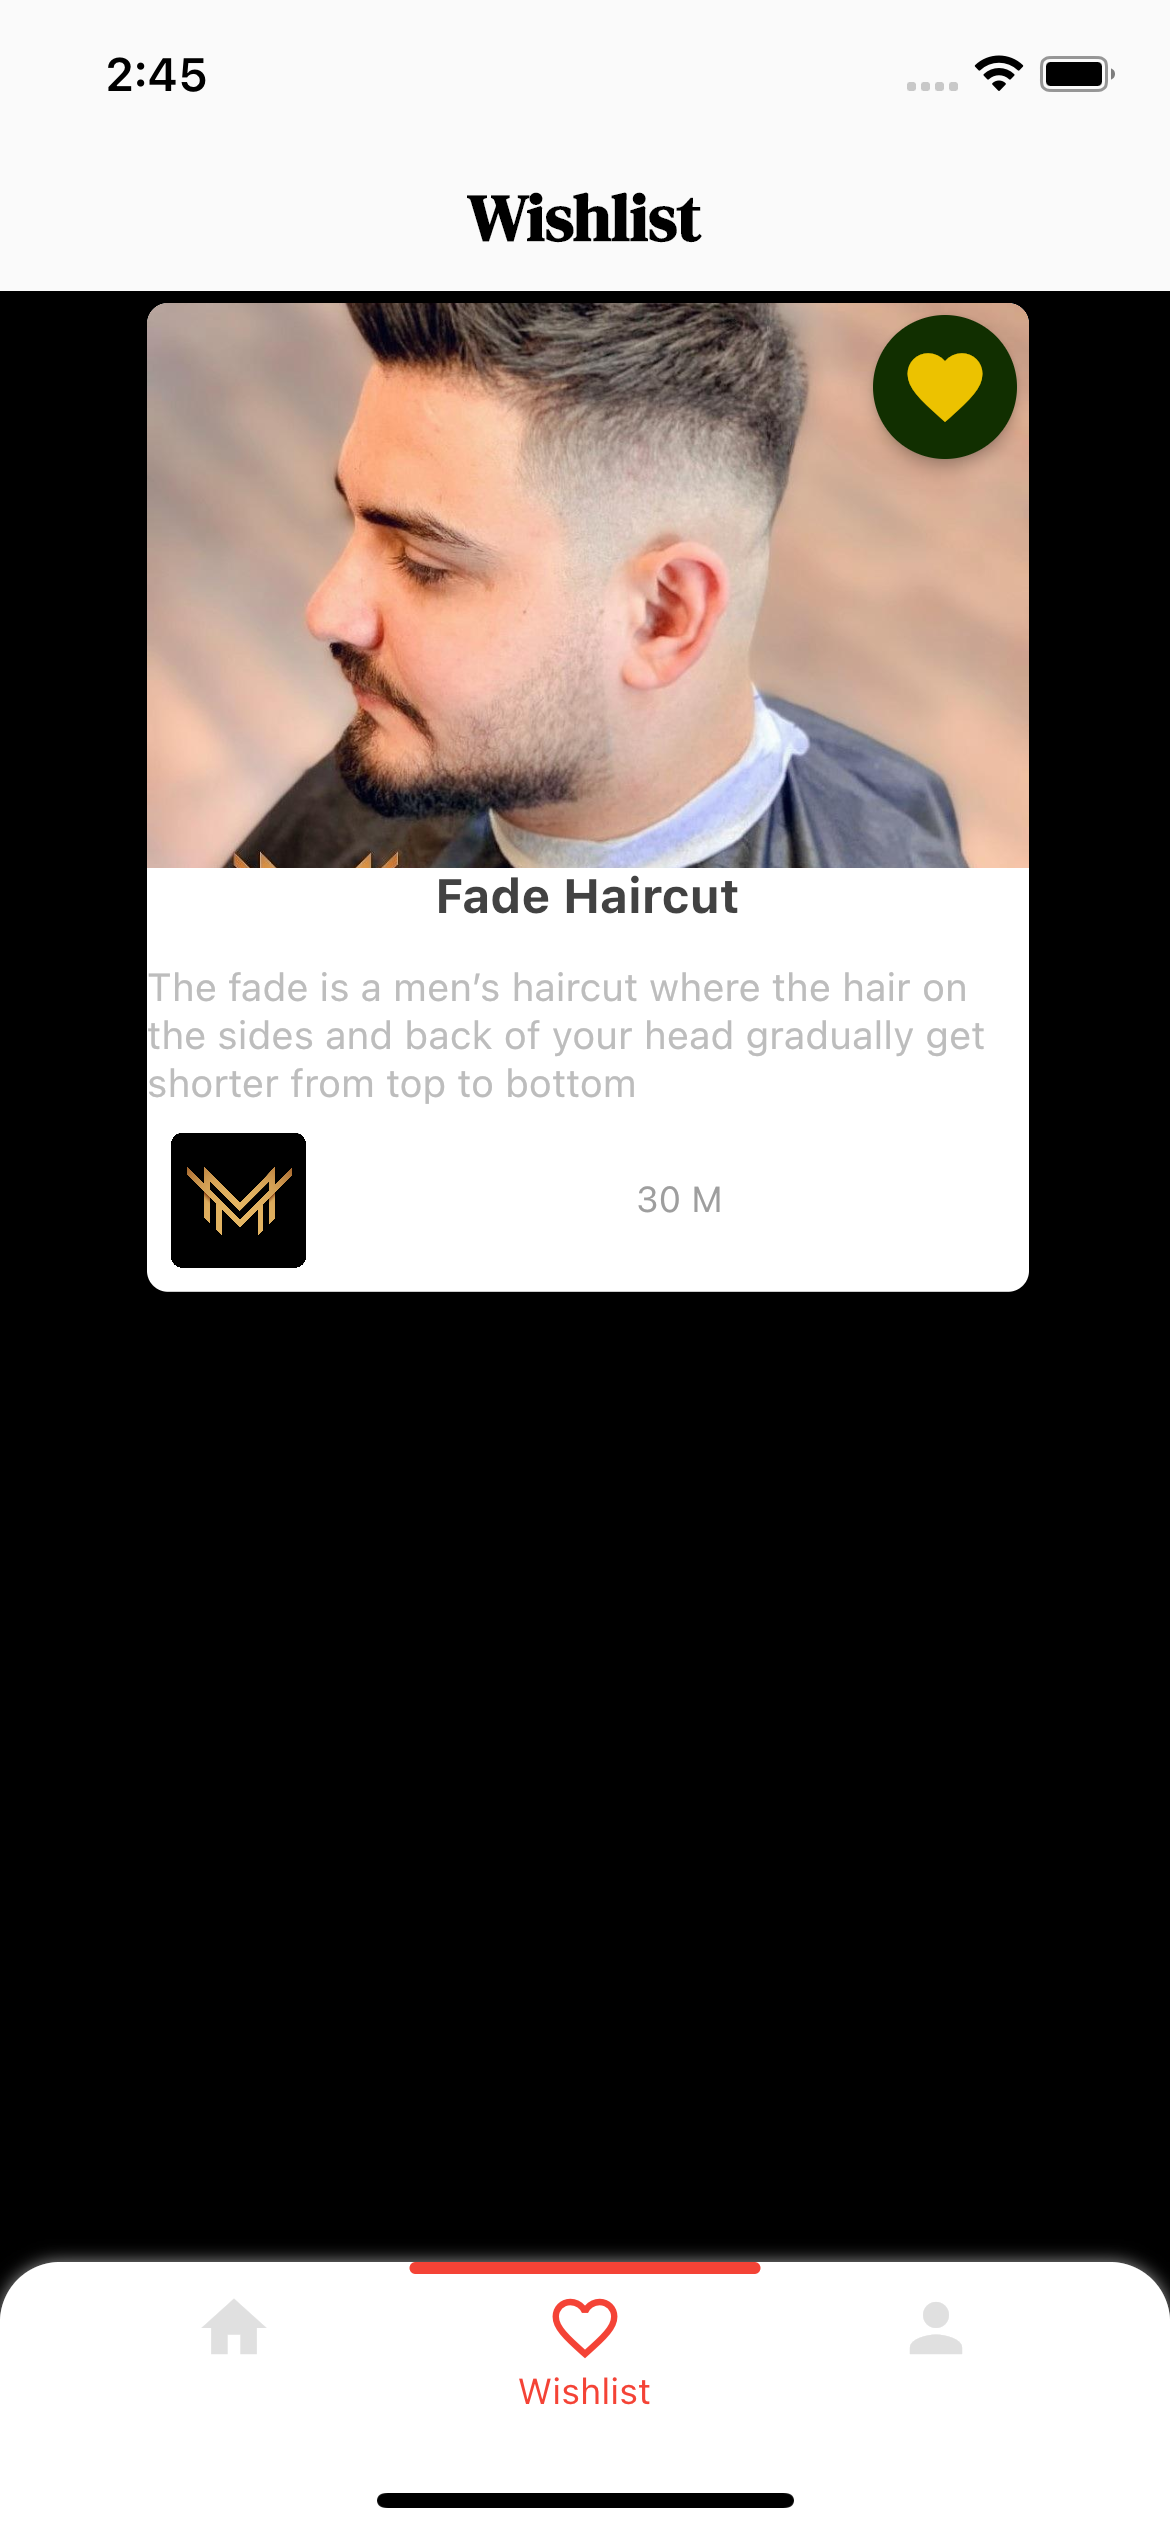 2:45
Wishlist
Fade Haircut
The fade is a men’s haircut where the hair on
the sides and back of your head gradually get
shorter from top to bottom
30 M
Wishlist